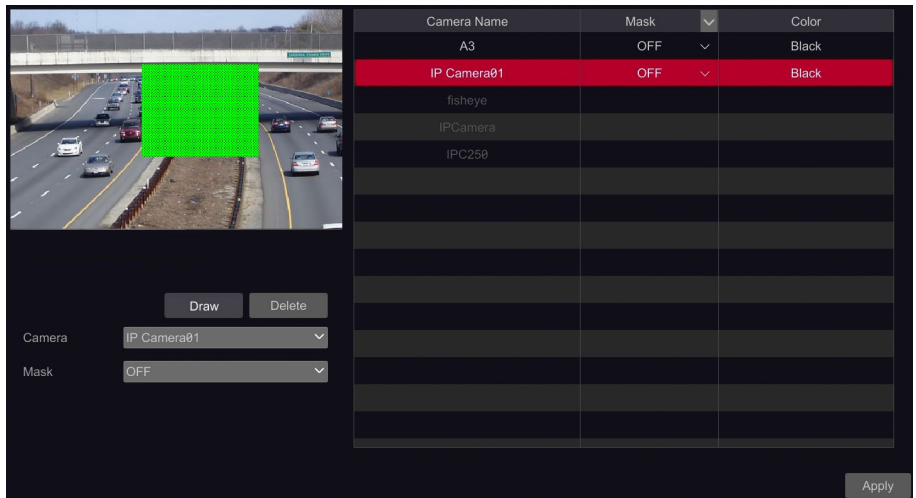 Camera Name Mask Color
A3 OFF Black
IP Camera01 OFF Black
fisheye
IPCamera
IPC250
Draw Delete
Camera IP Camera01
Mask OFF
Apply